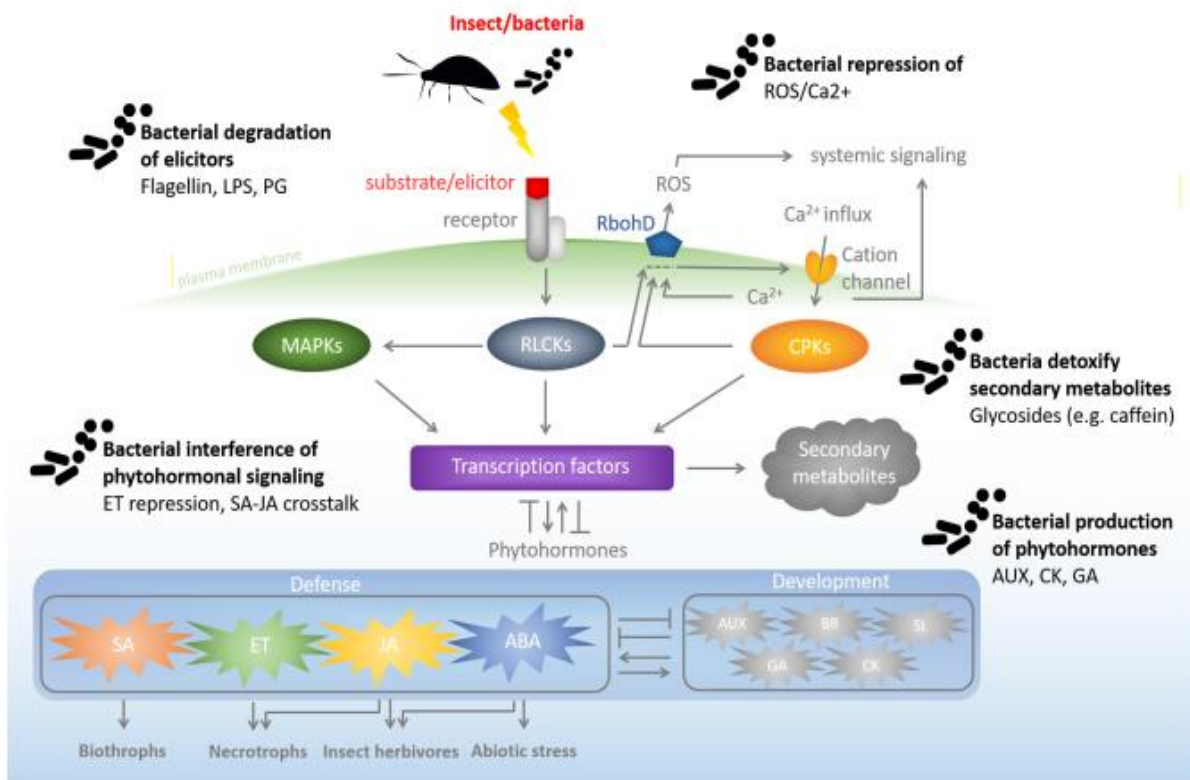 Insect/bacteria
Bacterial repression of
ROS/Ca2+
Bacterial degradation
of elicitors
Flagellin, LPS, PG
substrate/elicitor
receptor
RbohD
ROS
systemic signaling
Ca2+ influx
Cation
channel
plasma membrane
Ca2+
MAPKs
RLCKs
CPKs
Bacteria detoxify
secondary metabolites
Glycosides (e.g. caffein)
Bacterial interference of
phytohormonal signaling
ET repression, SA-JA crosstalk
Transcription factors
Secondary
metabolites
Phytohormones
Bacterial production
of phytohormones
AUX, CK, GA
Defense
Development
SA
ET
JA
ABA
AUX
BR
SL
GA
CK
Biothrophs
Necrotrophs
Insect herbivores
Abiotic stress